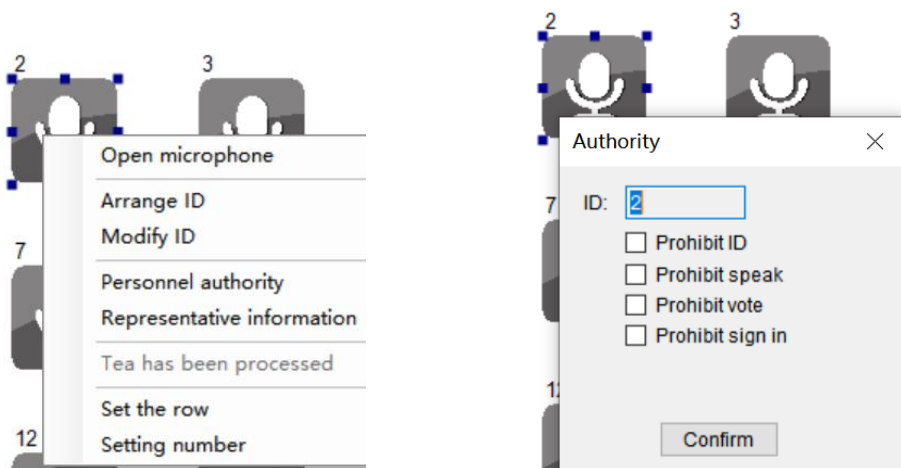 2
3
7
12
Open microphone
Arrange ID
Modify ID
Personnel authority
Representative information
Tea has been processed
Set the row
Setting number
2
3
7
Authority
ID: 2
Prohibit ID
Prohibit speak
Prohibit vote
Prohibit sign in
Confirm